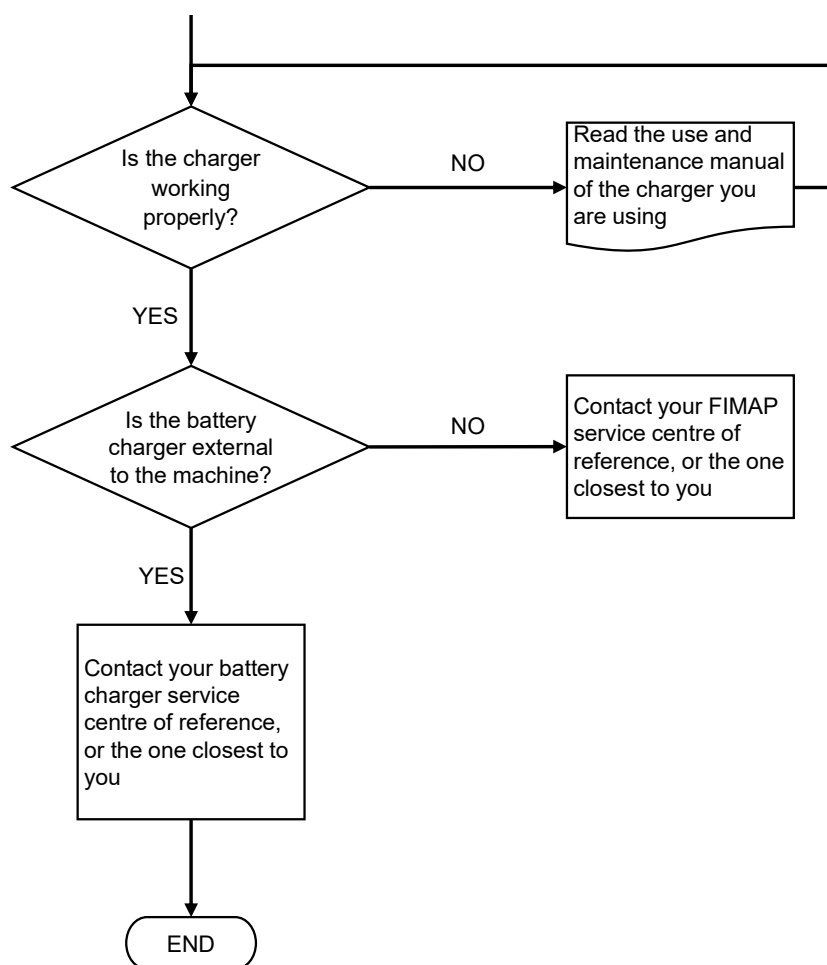 Is the charger
working
properly?
NO
Read the use and
maintenance manual
of the charger you
are using
YES
Is the battery
charger external
to the machine?
NO
Contact your FIMAP
service centre of
reference, or the one
closest to you
YES
Contact your battery
charger service
centre of reference,
or the one closest to
you
END